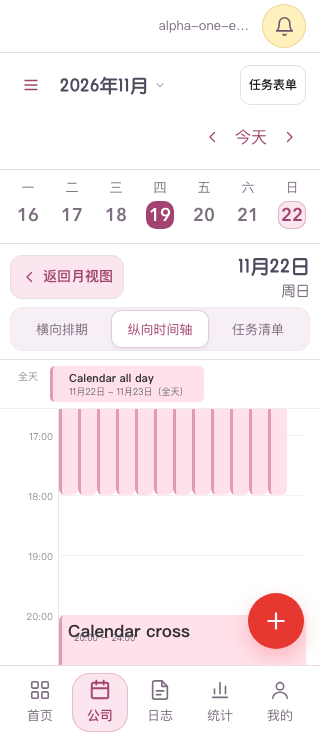 alpha-one-e...
2026年11月
任务表单
今天
一 二 三 四 五 六 日
16 17 18 19 20 21 22
返回月视图
11月22日
周日
横向排期 纵向时间轴 任务清单
全天
Calendar all day
11月22日 – 11月23日 (全天)
17:00
18:00
19:00
20:00
Calendar cross
20:00 – 24:00
首页 公司 日志 统计 我的